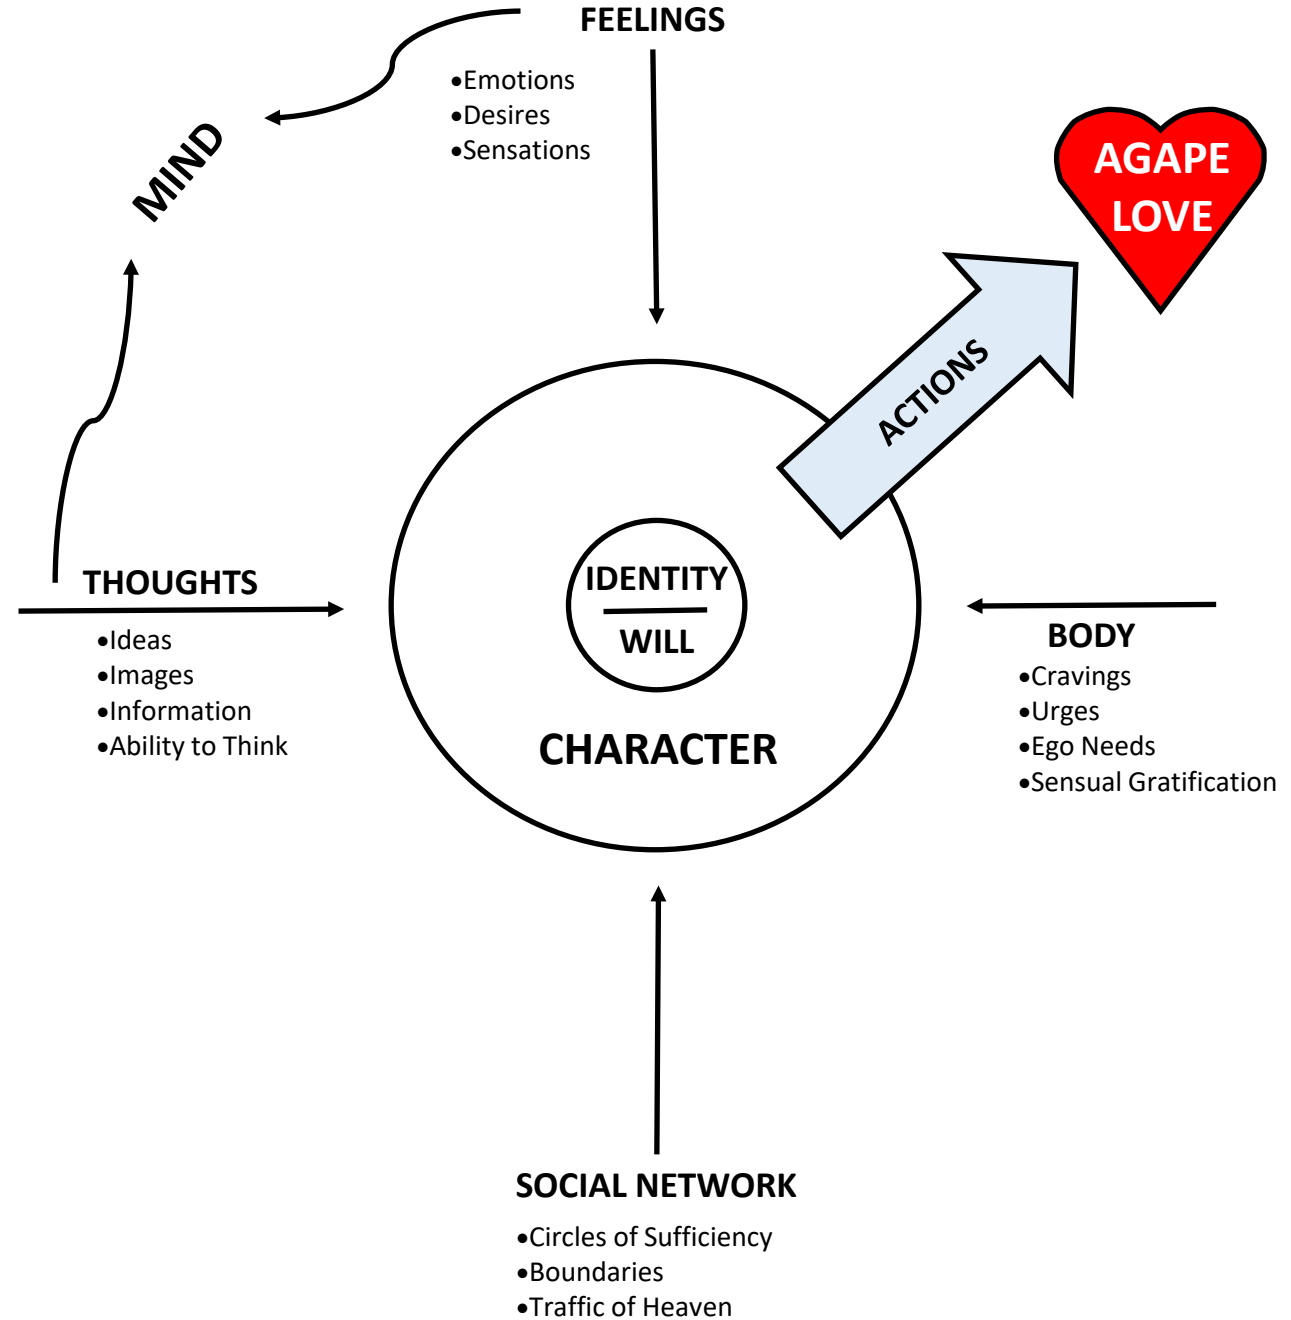 FEELINGS
•Emotions
•Desires
•Sensations
MIND
AGAPE
LOVE
ACTIONS
THOUGHTS
•Ideas
•Images
•Information
•Ability to Think
IDENTITY
WILL
CHARACTER
BODY
•Cravings
•Urges
•Ego Needs
•Sensual Gratification
SOCIAL NETWORK
•Circles of Sufficiency
•Boundaries
•Traffic of Heaven